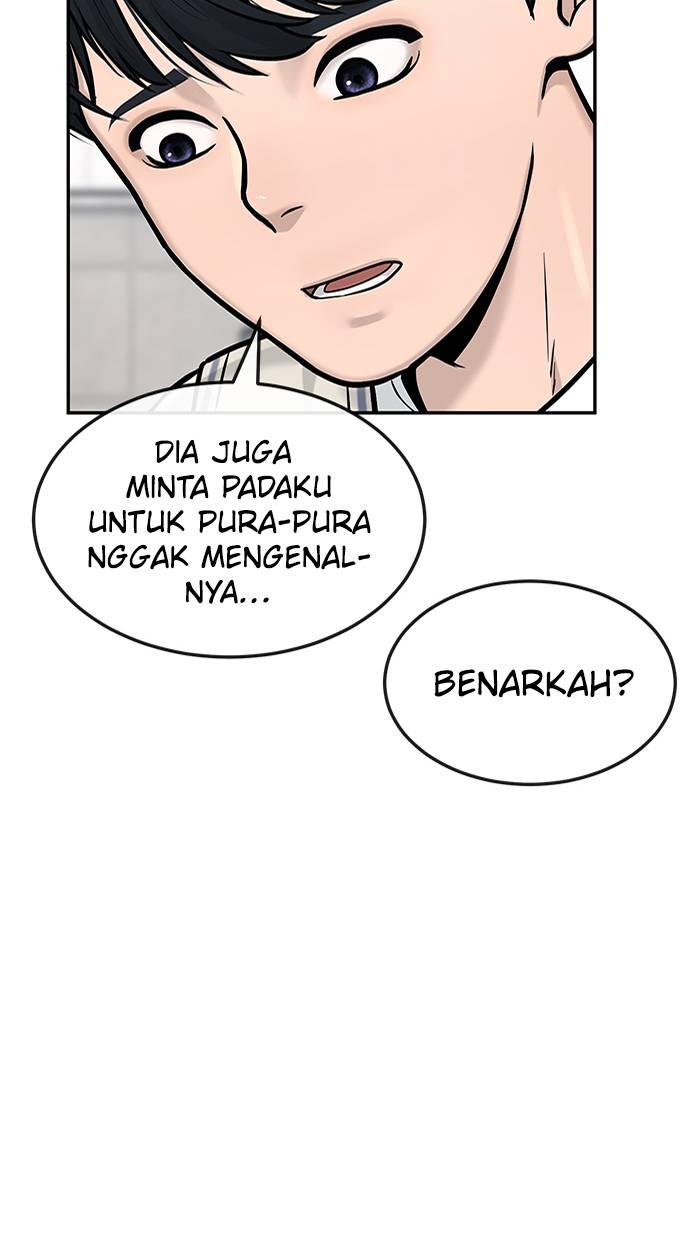 DIA JUGA
MINTA PADAKU
UNTUK PURA-PURA
NGGAK MENGENAL-
NYA...
BENARKAH?